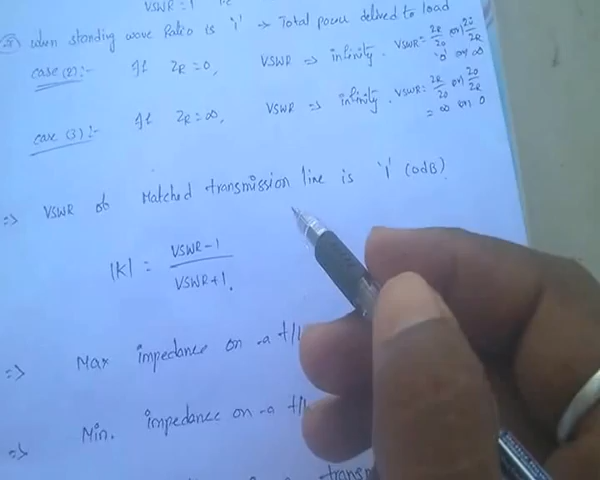 VSWR = 1
when standing wave Ratio is '1' → Total power delived to load
case (2):- If ZR = 0, VSWR => infinity. VSWR = ZR/Z0 or Z0/ZR
'0' or ∞
case (3):- If ZR = ∞, VSWR => infinity. VSWR = ZR/Z0 or Z0/ZR
= ∞ or 0
=> VSWR of Matched transmission line is '1' (0dB)
|K| = VSWR-1 / VSWR+1.
=> Max impedance on a t/l
=> Min. impedance on a t/l